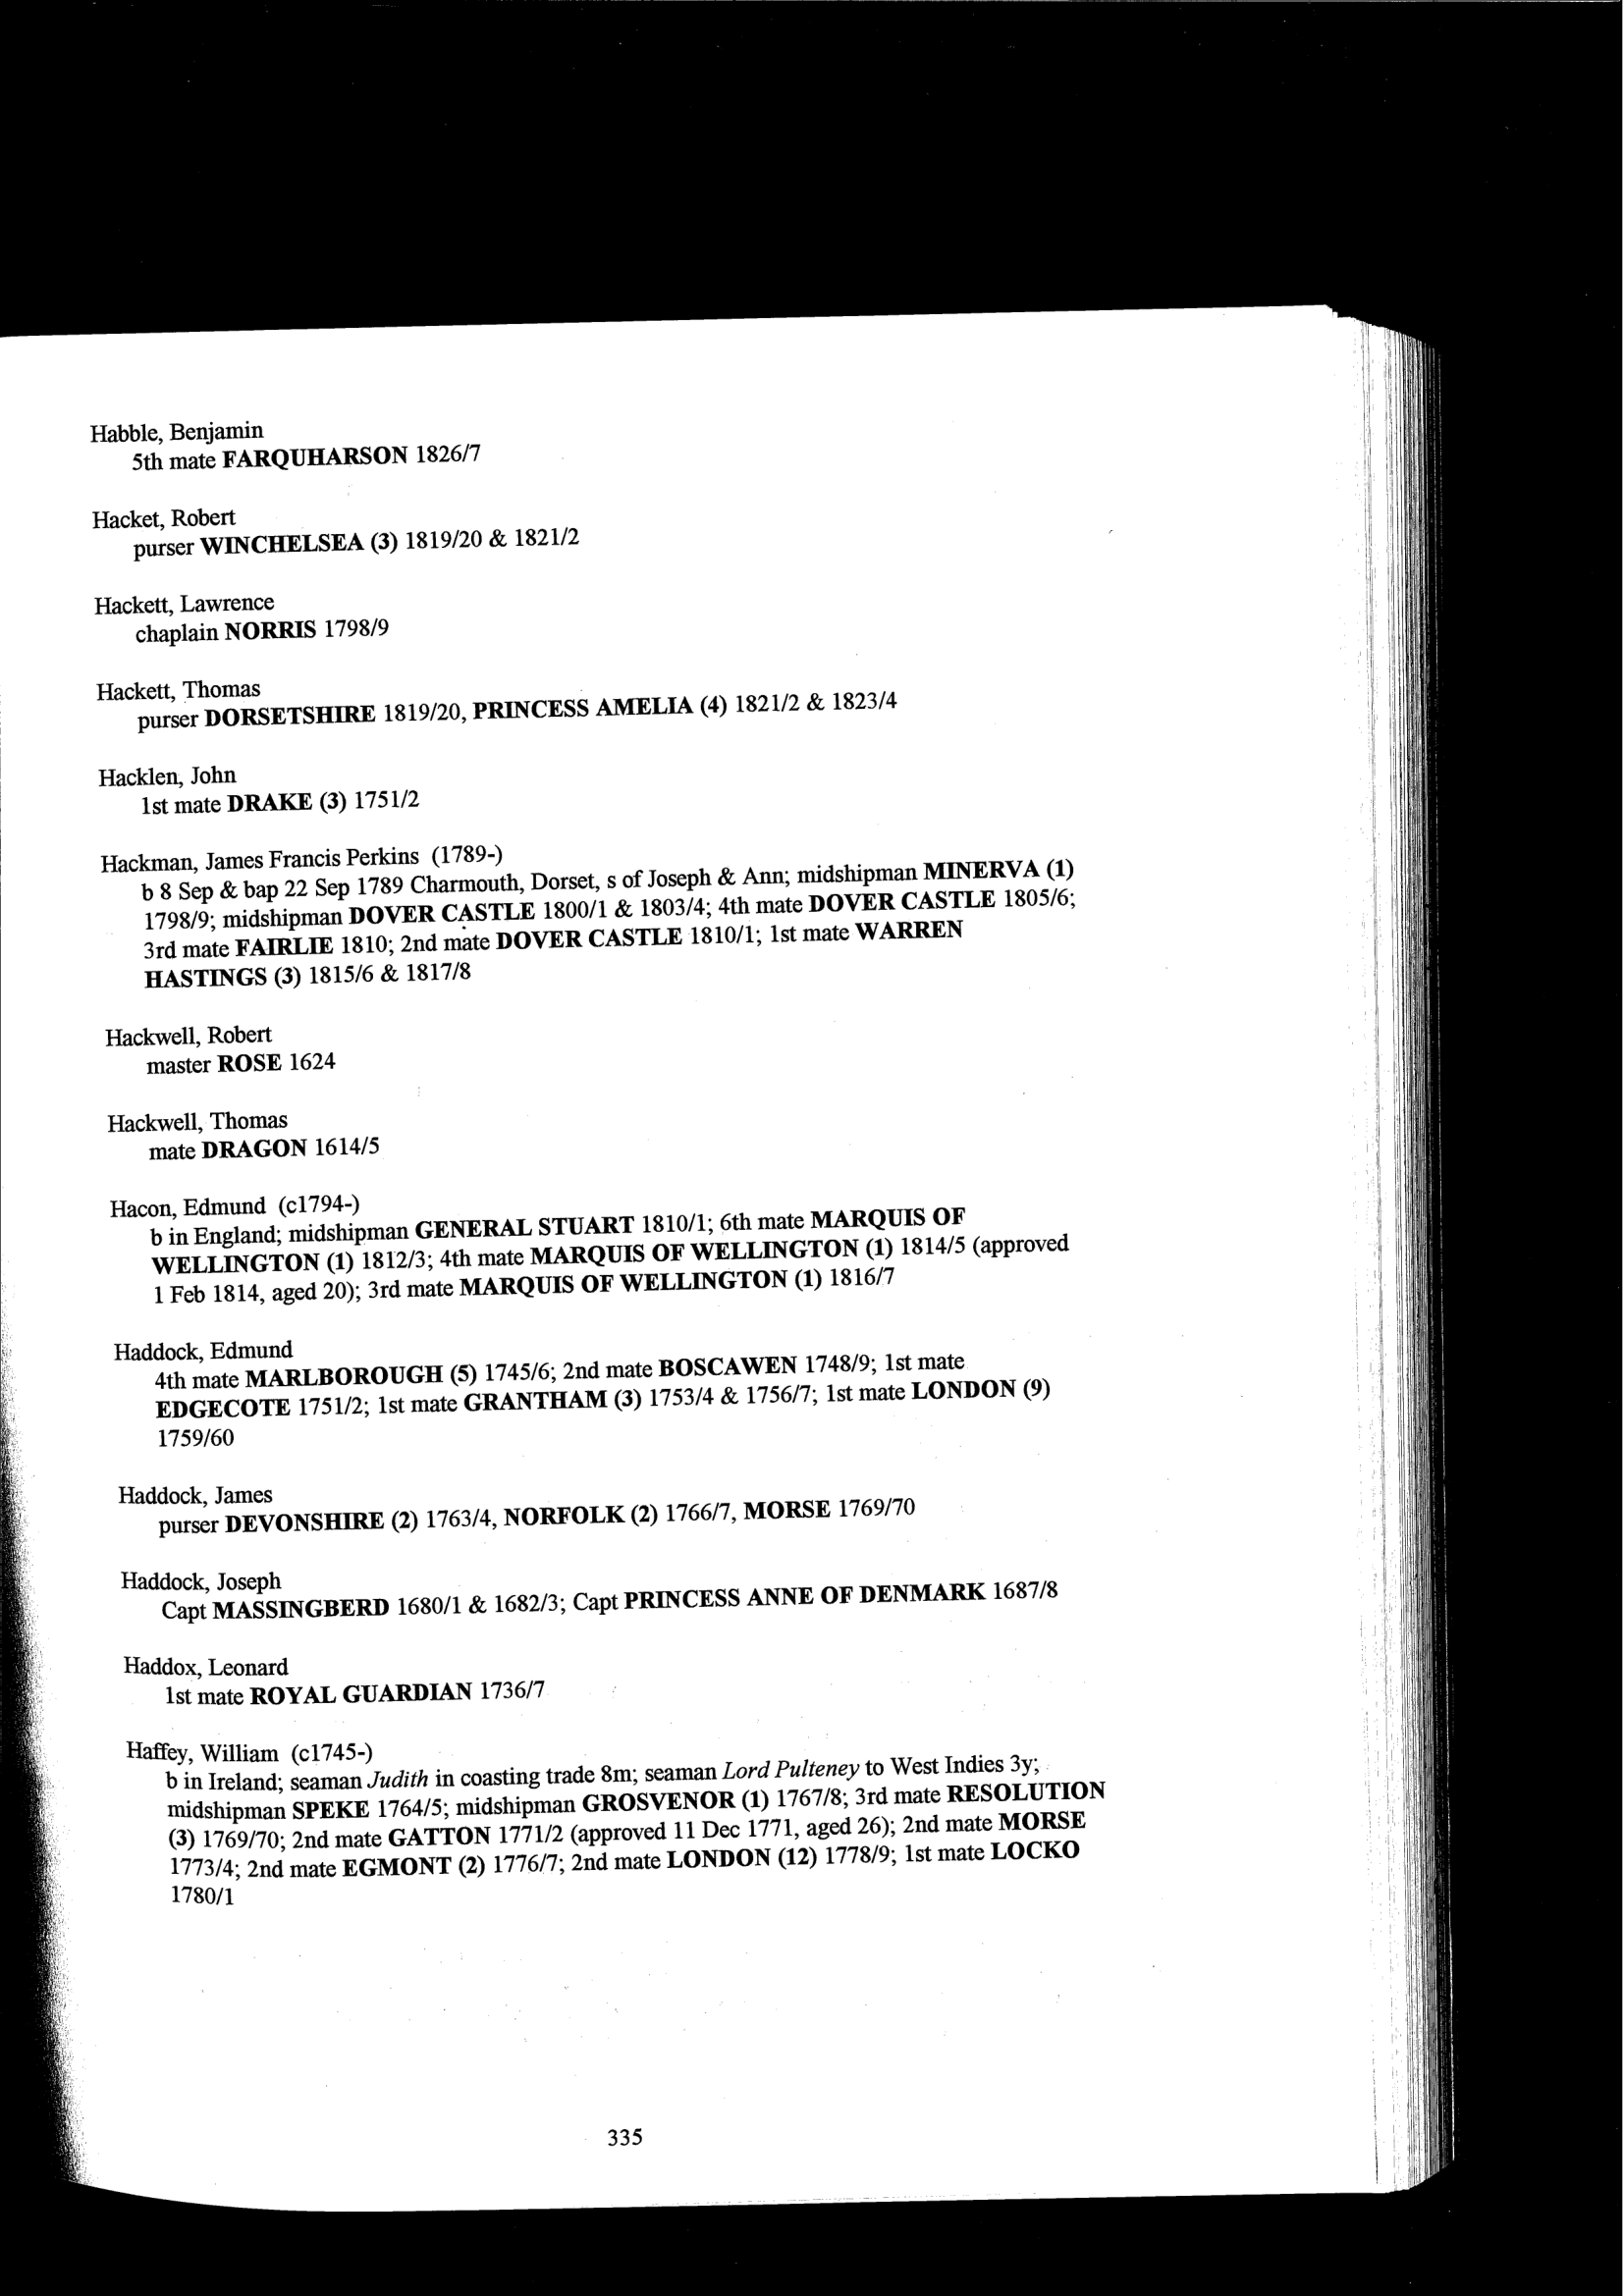 Habble, Benjamin
5th mate FARQUHARSON 1826/7
Hacket, Robert
purser WINCHELSEA (3) 1819/20 & 1821/2
Hackett, Lawrence
chaplain NORRIS 1798/9
Hackett, Thomas
purser DORSETSHIRE 1819/20, PRINCESS AMELIA (4) 1821/2 & 1823/4
Hacklen, John
1st mate DRAKE (3) 1751/2
Hackman, James Francis Perkins (1789-)
b 8 Sep & bap 22 Sep 1789 Charmouth, Dorset, s of Joseph & Ann; midshipman MINERVA (1)
1798/9; midshipman DOVER CASTLE 1800/1 & 1803/4; 4th mate DOVER CASTLE 1805/6;
3rd mate FAIRLIE 1810; 2nd mate DOVER CASTLE 1810/1; 1st mate WARREN
HASTINGS (3) 1815/6 & 1817/8
Hackwell, Robert
master ROSE 1624
Hackwell, Thomas
mate DRAGON 1614/5
Hacon, Edmund (c1794-)
b in England; midshipman GENERAL STUART 1810/1; 6th mate MARQUIS OF
WELLINGTON (1) 1812/3; 4th mate MARQUIS OF WELLINGTON (1) 1814/5 (approved
1 Feb 1814, aged 20); 3rd mate MARQUIS OF WELLINGTON (1) 1816/7
Haddock, Edmund
4th mate MARLBOROUGH (5) 1745/6; 2nd mate BOSCAWEN 1748/9; 1st mate
EDGECOTE 1751/2; 1st mate GRANTHAM (3) 1753/4 & 1756/7; 1st mate LONDON (9)
1759/60
Haddock, James
purser DEVONSHIRE (2) 1763/4, NORFOLK (2) 1766/7, MORSE 1769/70
Haddock, Joseph
Capt MASSINGBERD 1680/1 & 1682/3; Capt PRINCESS ANNE OF DENMARK 1687/8
Haddox, Leonard
1st mate ROYAL GUARDIAN 1736/7
Haffey, William (c1745-)
b in Ireland; seaman Judith in coasting trade 8m; seaman Lord Pulteney to West Indies 3y;
midshipman SPEKE 1764/5; midshipman GROSVENOR (1) 1767/8; 3rd mate RESOLUTION
(3) 1769/70; 2nd mate GATTON 1771/2 (approved 11 Dec 1771, aged 26); 2nd mate MORSE
1773/4; 2nd mate EGMONT (2) 1776/7; 2nd mate LONDON (12) 1778/9; 1st mate LOCKO
1780/1
335